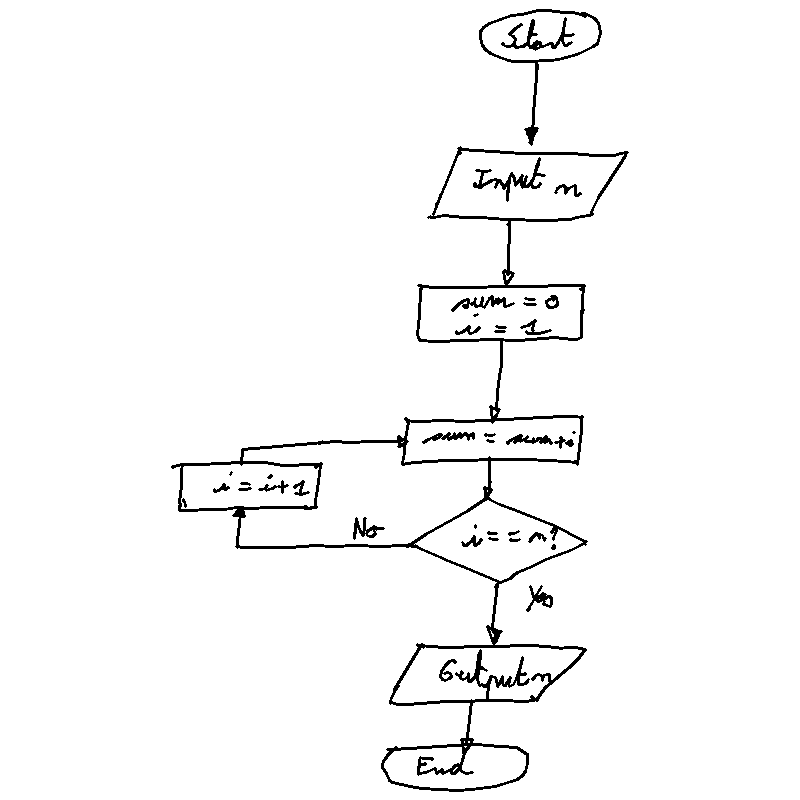 Start
Input n
sum = 0
i = 1
sum = sum+i
i = i+1
No
i == n?
Yes
Output n
End